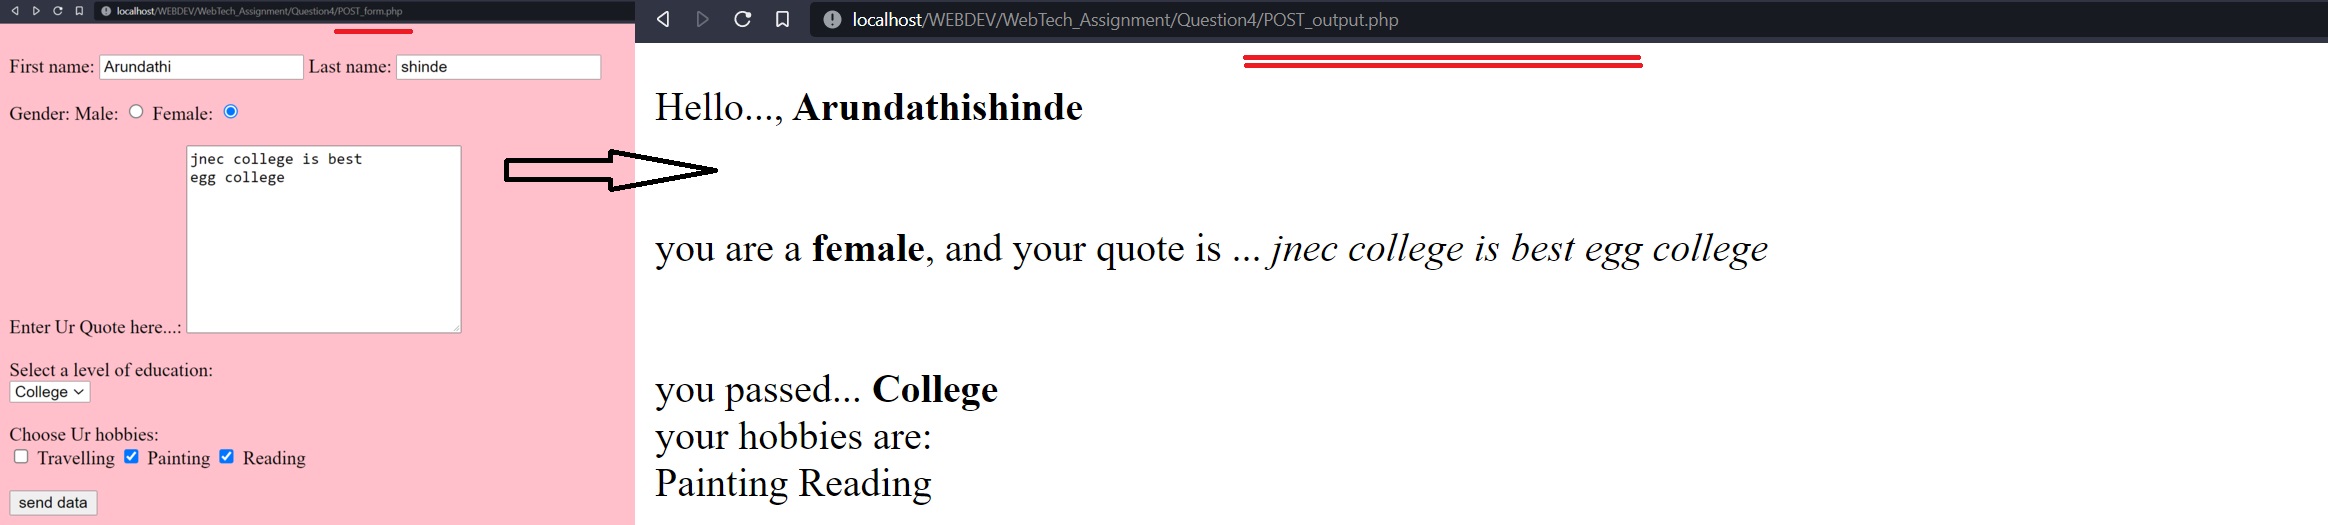 localhost/WEBDEV/WebTech_Assignment/Question4/POST_form.php
First name: Arundathi Last name: shinde
Gender: Male: Female:
jnec college is best
egg college
Enter Ur Quote here...:
Select a level of education:
College
Choose Ur hobbies:
Travelling Painting Reading
send data
localhost/WEBDEV/WebTech_Assignment/Question4/POST_output.php
Hello..., Arundathishinde
you are a female, and your quote is ... jnec college is best egg college
you passed... College
your hobbies are:
Painting Reading